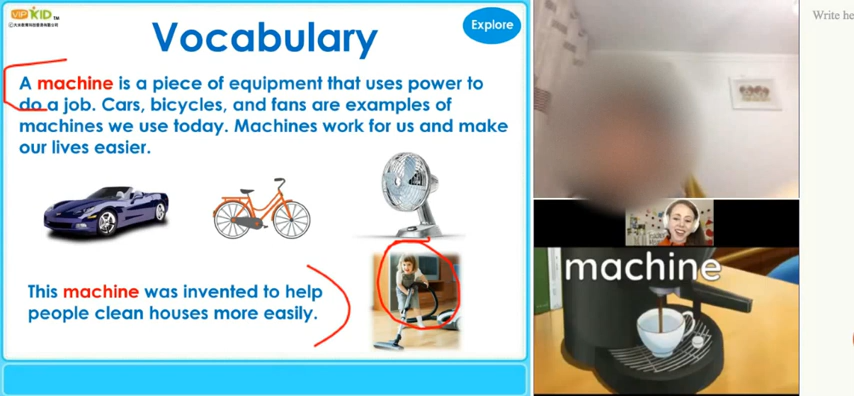 VIPKID TM
Vocabulary
Explore
A machine is a piece of equipment that uses power to
do a job. Cars, bicycles, and fans are examples of
machines we use today. Machines work for us and make
our lives easier.
This machine was invented to help
people clean houses more easily.
machine
Write he